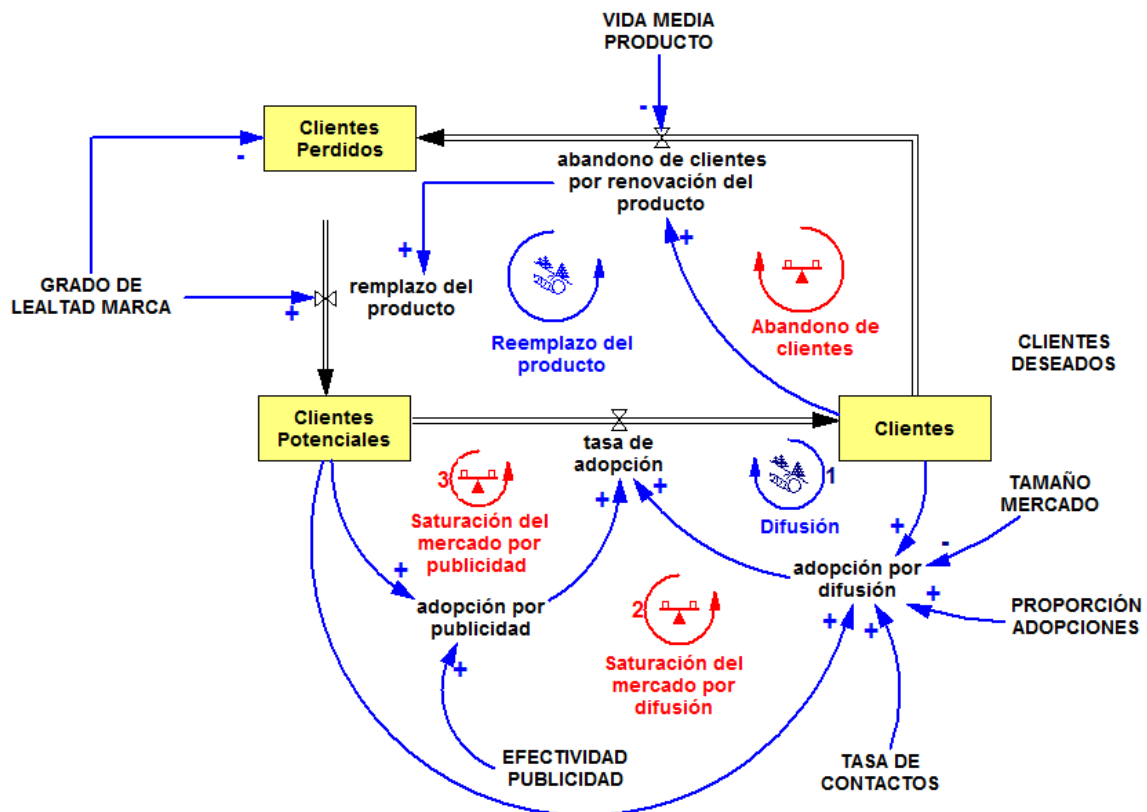 VIDA MEDIA
PRODUCTO
-
Clientes
Perdidos
-
abandono de clientes
por renovación del
producto
+
+
GRADO DE
LEALTAD MARCA
+
remplazo del
producto
Reemplazo del
producto
Abandono de
clientes
CLIENTES
DESEADOS
Clientes
Potenciales
Clientes
tasa de
adopción
3
Saturación del
mercado por
publicidad
+
+
1
Difusión
TAMAÑO
MERCADO
+
-
adopción por
difusión
+
PROPORCIÓN
ADOPCIONES
+
adopción por
publicidad
+
2
Saturación del
mercado por
difusión
+
+
EFECTIVIDAD
PUBLICIDAD
TASA DE
CONTACTOS